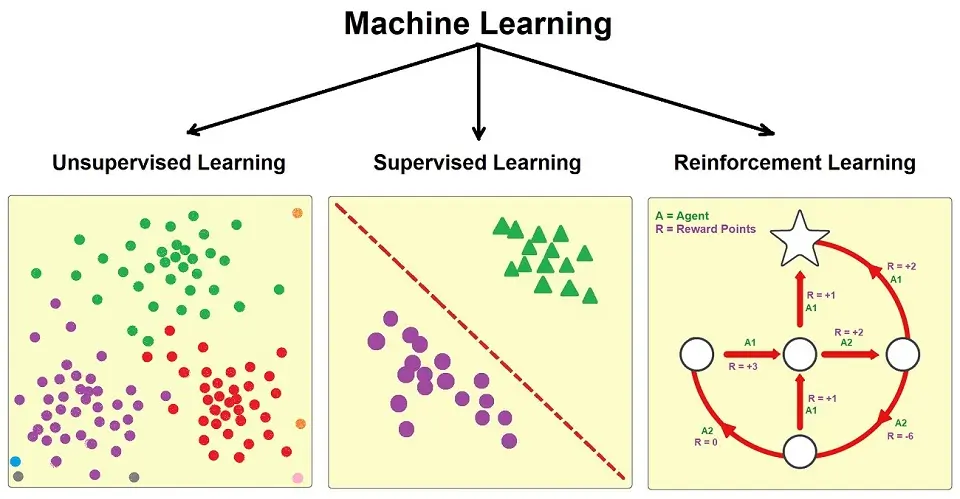 Machine Learning
Unsupervised Learning
Supervised Learning
Reinforcement Learning
A = Agent
R = Reward Points
R = +2
A1
R = +1
A1
R = +2
A1
A2
R = +3
R = +1
A1
A2
R = 0
A2
R = -6